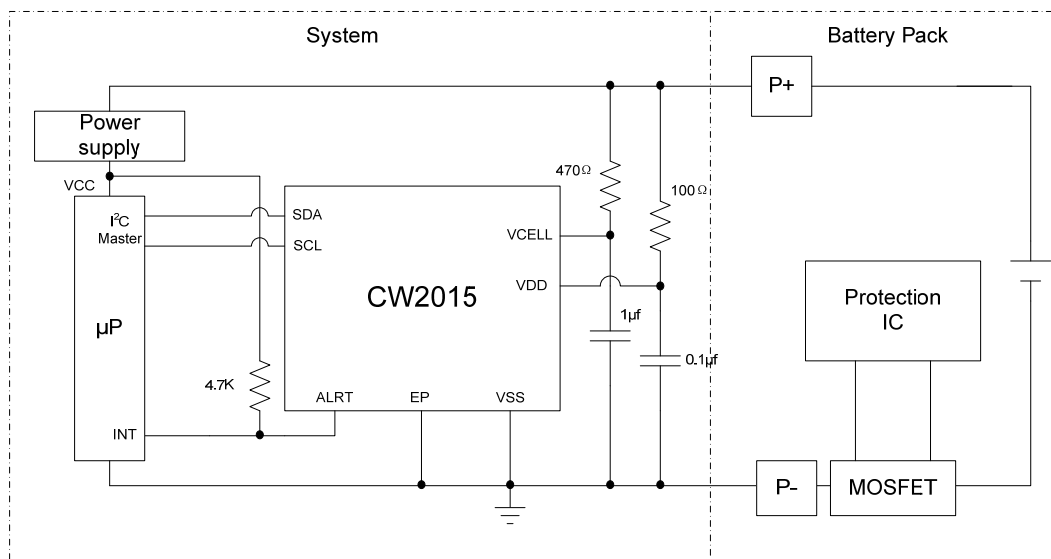 System
Battery Pack
P+
Power
supply
VCC
470Ω
100Ω
I²C
Master
SDA
SCL
VCELL
VDD
CW2015
µP
Protection
IC
1µf
0.1µf
4.7K
ALRT
EP
VSS
INT
P-
MOSFET